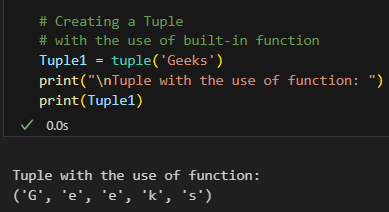 # Creating a Tuple
# with the use of built-in function
Tuple1 = tuple('Geeks')
print("\nTuple with the use of function: ")
print(Tuple1)
0.0s
Tuple with the use of function:
('G', 'e', 'e', 'k', 's')